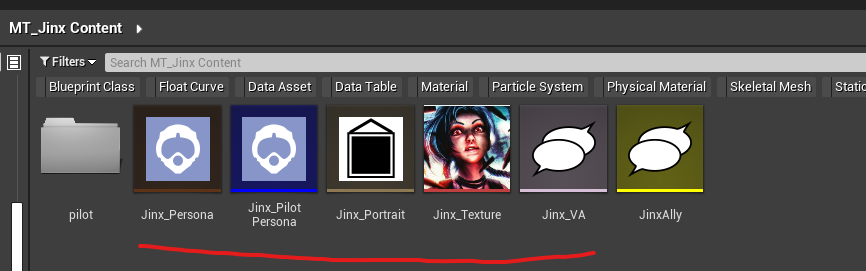 MT_Jinx Content
Filters
Search MT_Jinx Content
Blueprint Class Float Curve Data Asset Data Table Material Particle System Physical Material Skeletal Mesh Static
pilot Jinx_Persona Jinx_Pilot Persona Jinx_Portrait Jinx_Texture Jinx_VA JinxAlly